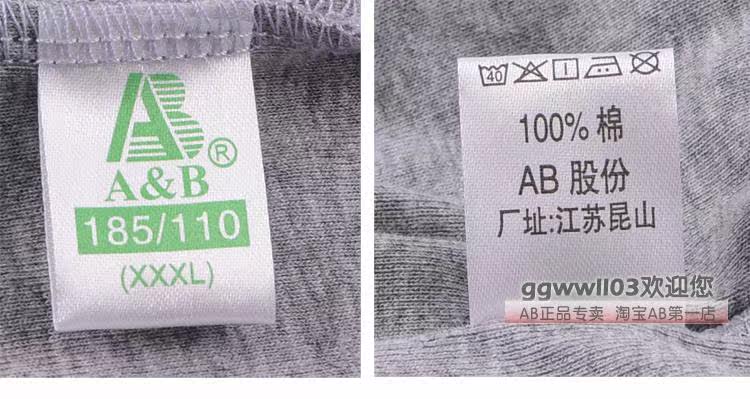 AB®
A&B
185/110
(XXXL)
40
100% 棉
AB 股份
厂址:江苏昆山
ggwwll03欢迎您
AB正品专卖 淘宝AB第一店